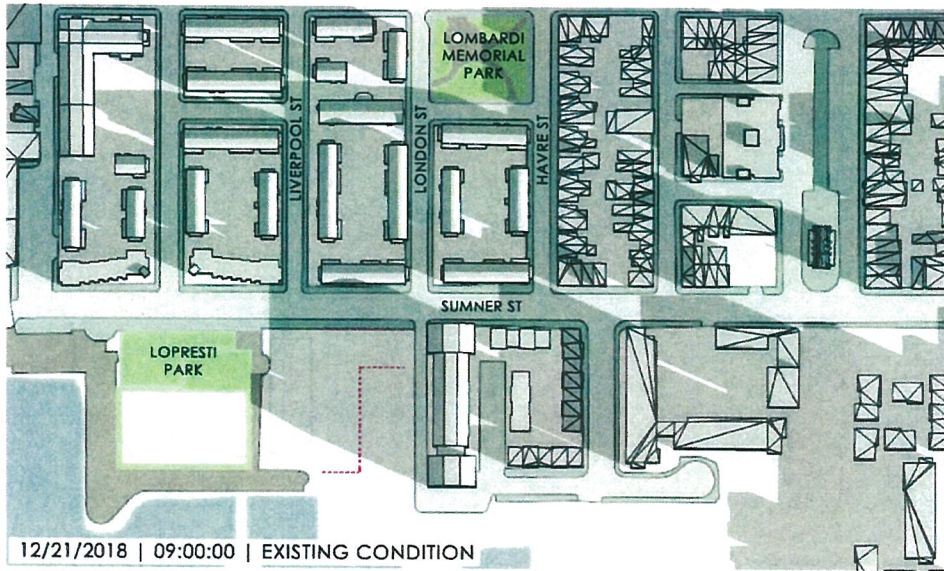 LOMBARDI
MEMORIAL
PARK
LIVERPOOL ST
LONDON ST
HAVRE ST
SUMNER ST
LOPRESTI
PARK
12/21/2018 | 09:00:00 | EXISTING CONDITION